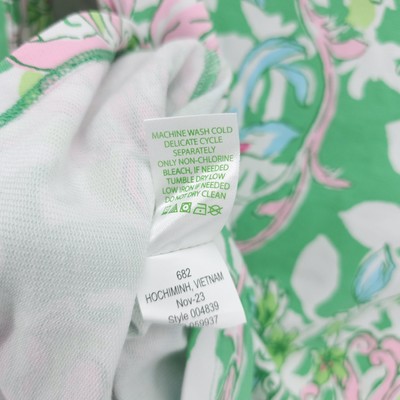 MACHINE WASH COLD
DELICATE CYCLE
SEPARATELY
ONLY NON-CHLORINE
BLEACH, IF NEEDED
TUMBLE DRY LOW
LOW IRON IF NEEDED
DO NOT DRY CLEAN
682
HOCHIMINH, VIETNAM
Nov-23
Style 004839